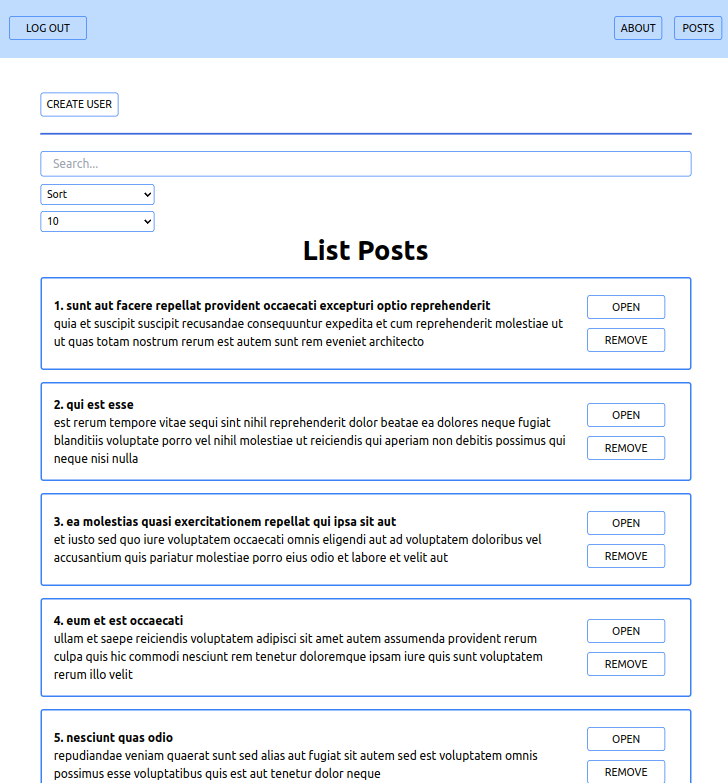 LOG OUT
ABOUT
POSTS
CREATE USER
Search...
Sort
10
List Posts
1. sunt aut facere repellat provident occaecati excepturi optio reprehenderit
quia et suscipit suscipit recusandae consequuntur expedita et cum reprehenderit molestiae ut
ut quas totam nostrum rerum est autem sunt rem eveniet architecto
OPEN
REMOVE
2. qui est esse
est rerum tempore vitae sequi sint nihil reprehenderit dolor beatae ea dolores neque fugiat
blanditiis voluptate porro vel nihil molestiae ut reiciendis qui aperiam non debitis possimus qui
neque nisi nulla
OPEN
REMOVE
3. ea molestias quasi exercitationem repellat qui ipsa sit aut
et iusto sed quo iure voluptatem occaecati omnis eligendi aut ad voluptatem doloribus vel
accusantium quis pariatur molestiae porro eius odio et labore et velit aut
OPEN
REMOVE
4. eum et est occaecati
ullam et saepe reiciendis voluptatem adipisci sit amet autem assumenda provident rerum
culpa quis hic commodi nesciunt rem tenetur doloremque ipsam iure quis sunt voluptatem
rerum illo velit
OPEN
REMOVE
5. nesciunt quas odio
repudiandae veniam quaerat sunt sed alias aut fugiat sit autem sed est voluptatem omnis
possimus esse voluptatibus quis est aut tenetur dolor neque
OPEN
REMOVE